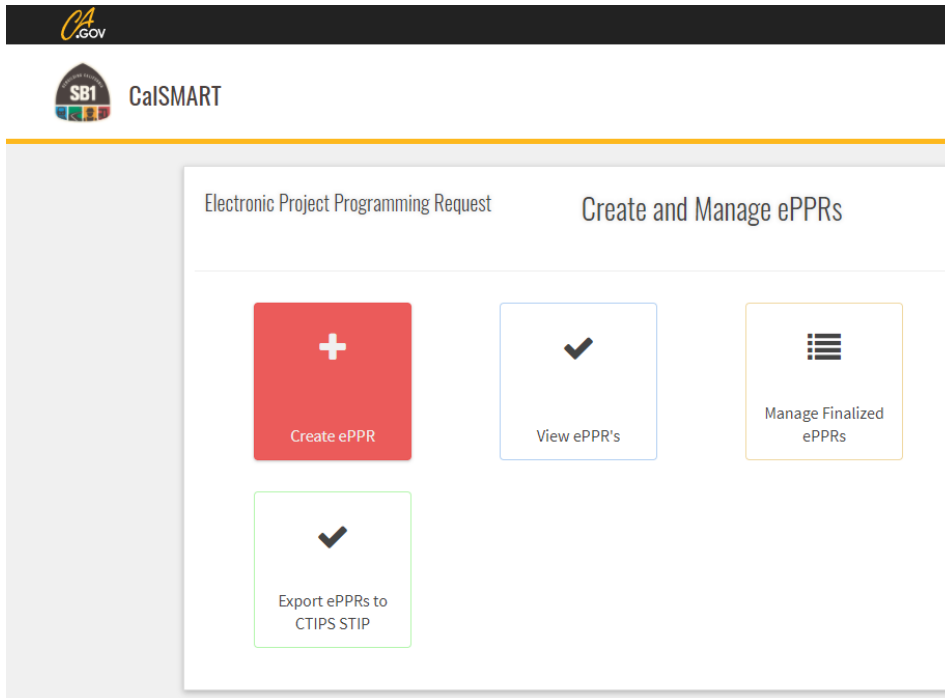 CA
.GOV
SB1
CalSMART
Electronic Project Programming Request
Create and Manage ePPRs
Create ePPR
View ePPR's
Manage Finalized
ePPRs
Export ePPRs to
CTIPS STIP